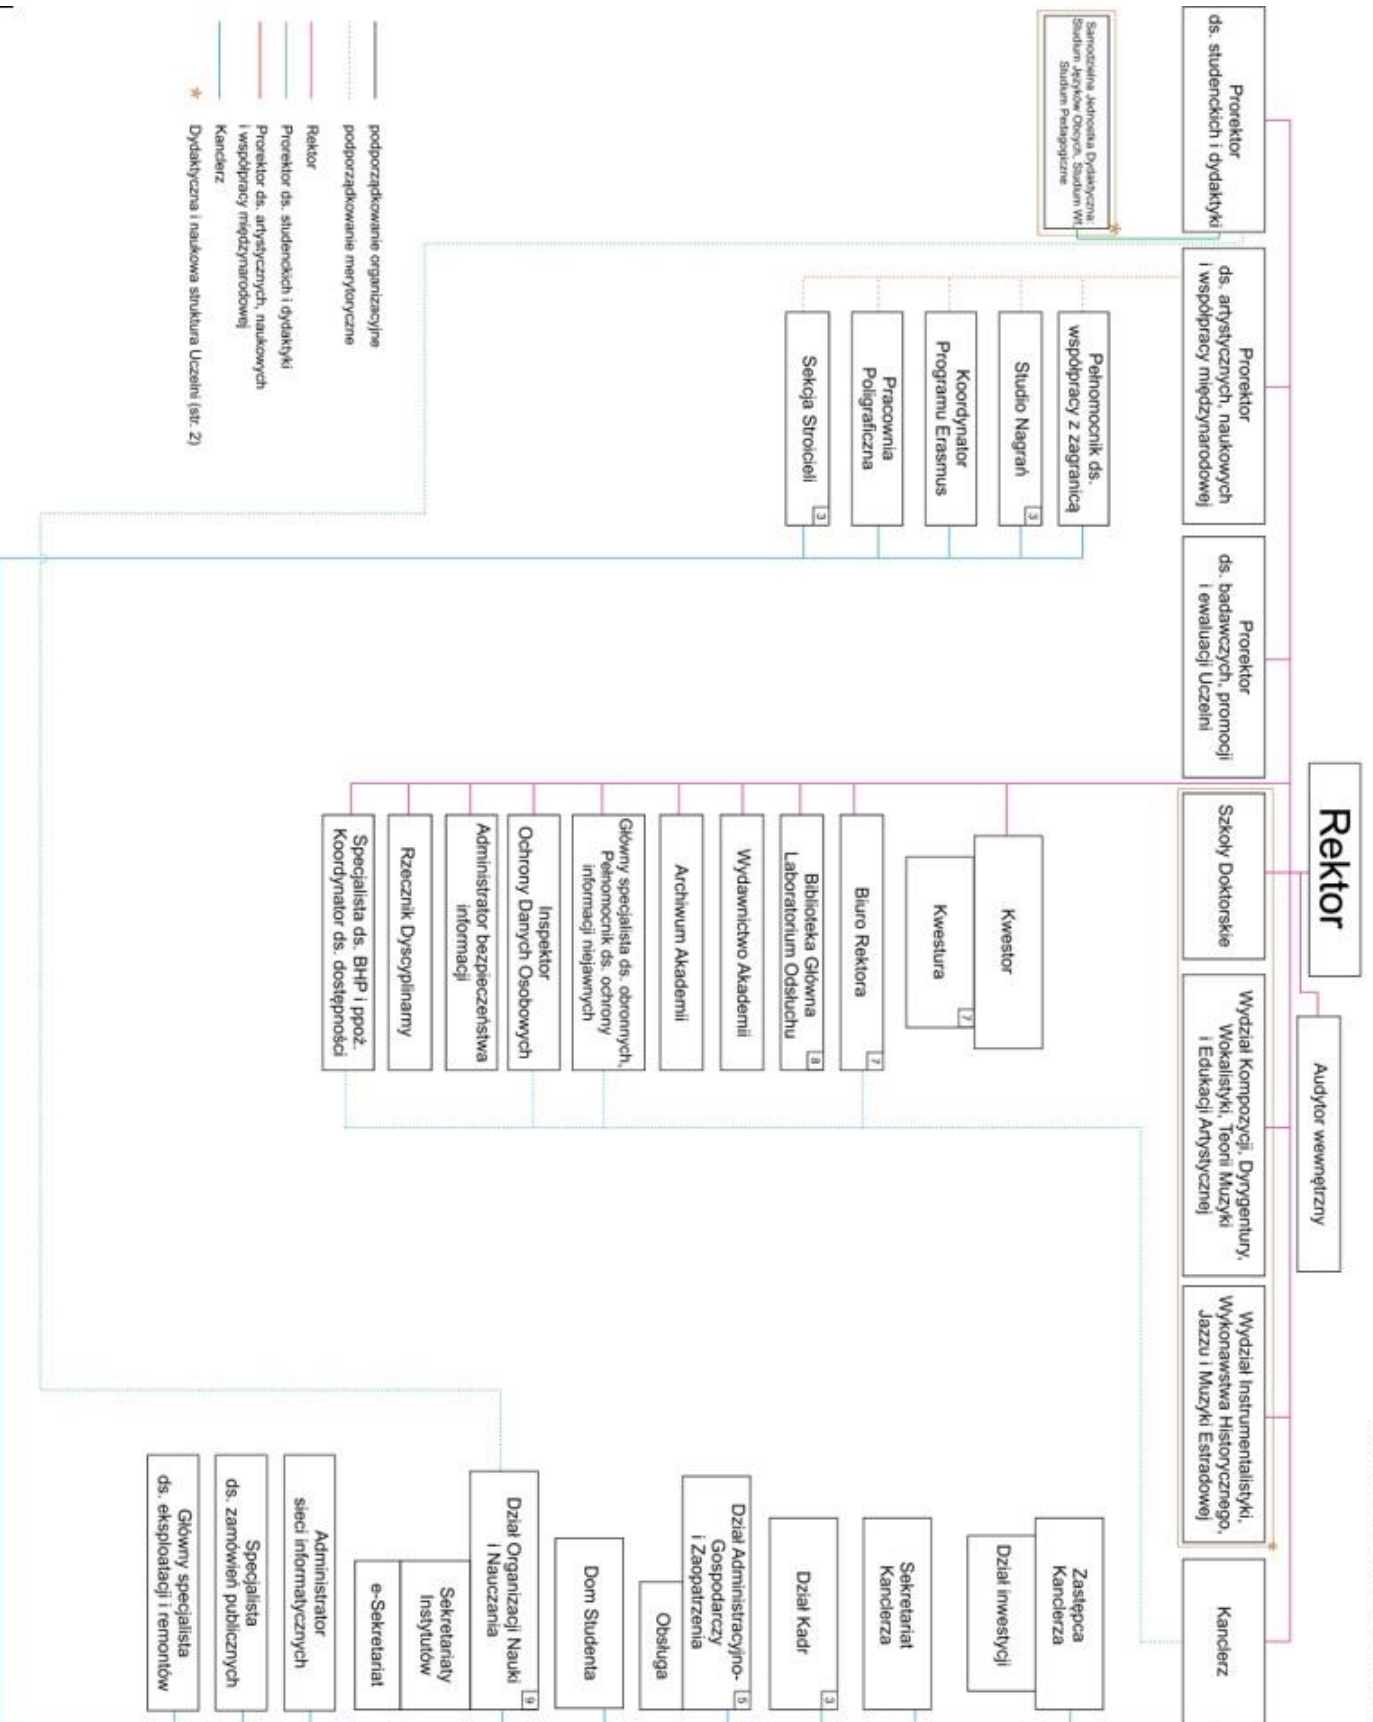 Rektor
Audytor wewnętrzny
Prorektor
ds. studenckich i dydaktyki
Prorektor
ds. artystycznych, naukowych
i współpracy międzynarodowej
Prorektor
ds. badawczych, promocji
i ewaluacji Uczelni
Szkoły Doktorskie
Wydział Kompozycji, Dyrygentury,
Wokalistyki, Teorii Muzyki
i Edukacji Artystycznej
Wydział Instrumentalistyki,
Wykonawstwa Historycznego,
Jazzu i Muzyki Estradowej
*
Kanclerz
Samodzielna Jednostka Dydaktyczna:
Studium Języków Obcych, Studium Wf,
Studium Pedagogiczne
*
Pełnomocnik ds.
współpracy z zagranicą
Studio Nagrań
3
Koordynator
Programu Erasmus
Pracownia
Poligraficzna
Sekcja Stroicieli
3
Kwestor
Kwestura
7
Biuro Rektora
7
Biblioteka Główna
Laboratorium Odsłuchu
8
Wydawnictwo Akademii
Archiwum Akademii
Główny specjalista ds. obronnych,
Pełnomocnik ds. ochrony
informacji niejawnych
Inspektor
Ochrony Danych Osobowych
Administrator bezpieczeństwa
informacji
Rzecznik Dyscyplinarny
Specjalista ds. BHP i ppoż.
Koordynator ds. dostępności
Zastępca
Kanclerza
Dział inwestycji
Sekretariat
Kanclerza
Dział Kadr
3
Dział Administracyjno-
Gospodarczy
i Zaopatrzenia
5
Obsługa
Dom Studenta
Dział Organizacji Nauki
i Nauczania
9
Sekretariaty
Instytutów
e-Sekretariat
Administrator
sieci informatycznych
Specjalista
ds. zamówień publicznych
Główny specjalista
ds. eksploatacji i remontów
podporządkowanie organizacyjne
podporządkowanie merytoryczne
Rektor
Prorektor ds. studenckich i dydaktyki
Prorektor ds. artystycznych, naukowych
i współpracy międzynarodowej
Kanclerz
* Dydaktyczna i naukowa struktura Uczelni (str. 2)